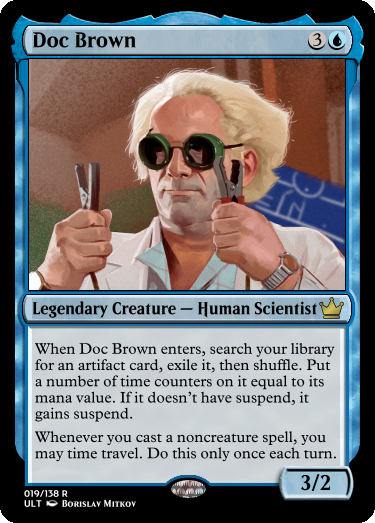 Doc Brown 3
Legendary Creature — Human Scientist
When Doc Brown enters, search your library
for an artifact card, exile it, then shuffle. Put
a number of time counters on it equal to its
mana value. If it doesn't have suspend, it
gains suspend.
Whenever you cast a noncreature spell, you
may time travel. Do this only once each turn.
3/2
019/138 R
ULT Borislav Mitkov